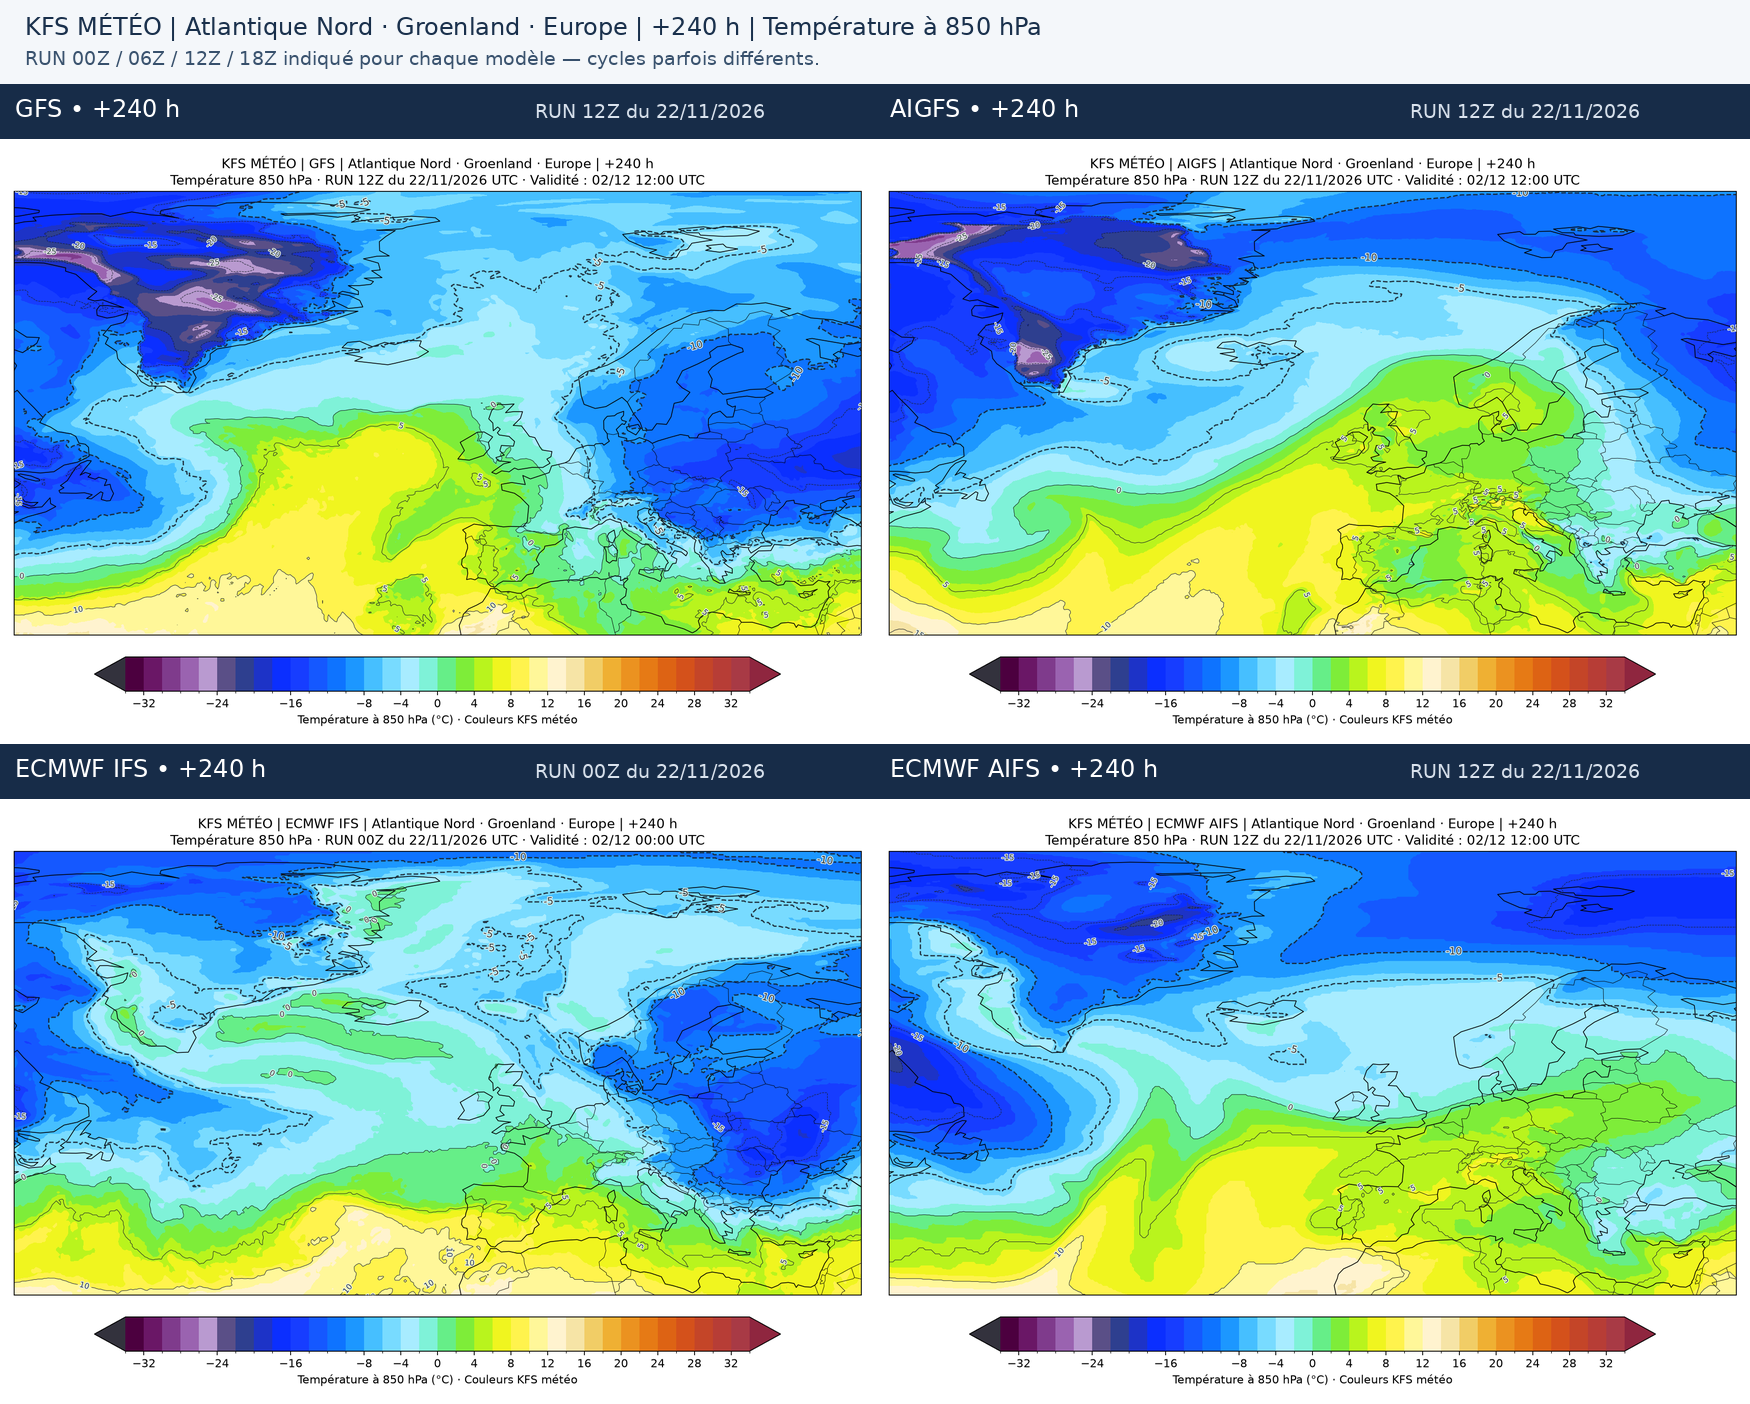 KFS MÉTÉO | Atlantique Nord · Groenland · Europe | +240 h | Température à 850 hPa
RUN 00Z / 06Z / 12Z / 18Z indiqué pour chaque modèle — cycles parfois différents.
GFS • +240 h
RUN 12Z du 22/11/2026
KFS MÉTÉO | GFS | Atlantique Nord · Groenland · Europe | +240 h
Température 850 hPa · RUN 12Z du 22/11/2026 UTC · Validité : 02/12 12:00 UTC
−32 −24 −16 −8 −4 0 4 8 12 16 20 24 28 32
Température à 850 hPa (°C) · Couleurs KFS météo
AIGFS • +240 h
RUN 12Z du 22/11/2026
KFS MÉTÉO | AIGFS | Atlantique Nord · Groenland · Europe | +240 h
Température 850 hPa · RUN 12Z du 22/11/2026 UTC · Validité : 02/12 12:00 UTC
−32 −24 −16 −8 −4 0 4 8 12 16 20 24 28 32
Température à 850 hPa (°C) · Couleurs KFS météo
ECMWF IFS • +240 h
RUN 00Z du 22/11/2026
KFS MÉTÉO | ECMWF IFS | Atlantique Nord · Groenland · Europe | +240 h
Température 850 hPa · RUN 00Z du 22/11/2026 UTC · Validité : 02/12 00:00 UTC
−32 −24 −16 −8 −4 0 4 8 12 16 20 24 28 32
Température à 850 hPa (°C) · Couleurs KFS météo
ECMWF AIFS • +240 h
RUN 12Z du 22/11/2026
KFS MÉTÉO | ECMWF AIFS | Atlantique Nord · Groenland · Europe | +240 h
Température 850 hPa · RUN 12Z du 22/11/2026 UTC · Validité : 02/12 12:00 UTC
−32 −24 −16 −8 −4 0 4 8 12 16 20 24 28 32
Température à 850 hPa (°C) · Couleurs KFS météo